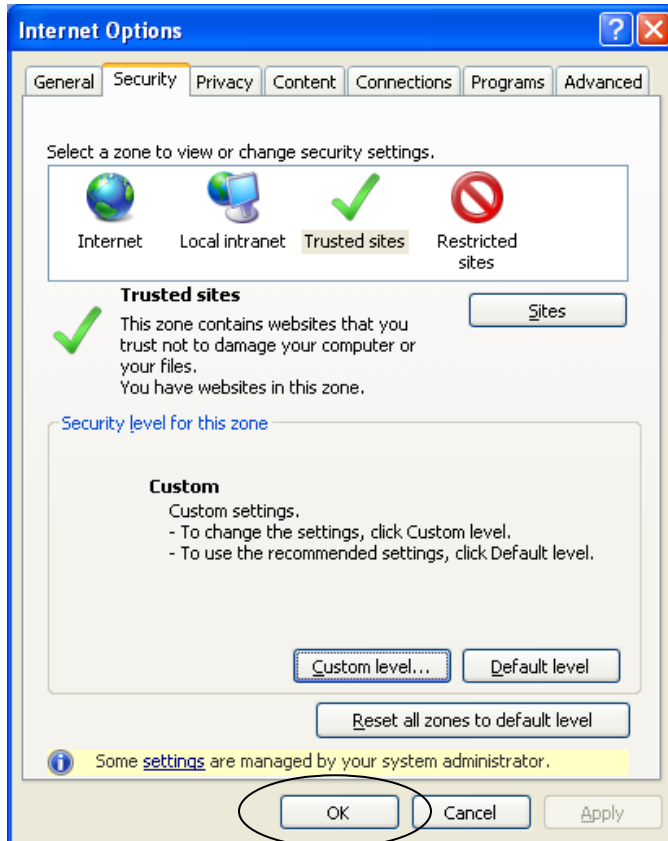 Internet Options
General Security Privacy Content Connections Programs Advanced
Select a zone to view or change security settings.
Internet Local intranet Trusted sites Restricted sites
Trusted sites
Sites
This zone contains websites that you
trust not to damage your computer or
your files.
You have websites in this zone.
Security level for this zone
Custom
Custom settings.
- To change the settings, click Custom level.
- To use the recommended settings, click Default level.
Custom level... Default level
Reset all zones to default level
Some settings are managed by your system administrator.
OK Cancel Apply